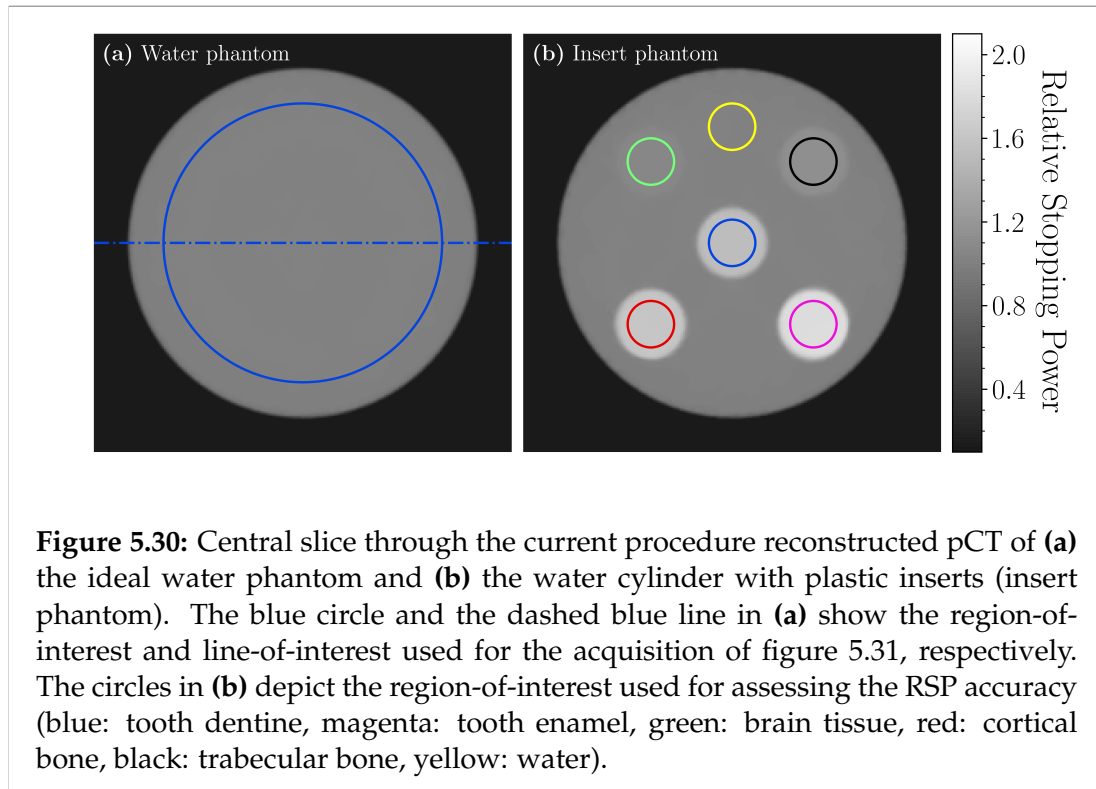 (a) Water phantom
(b) Insert phantom
2.0
1.6
1.2
0.8
0.4
Relative Stopping Power
Figure 5.30: Central slice through the current procedure reconstructed pCT of (a)
the ideal water phantom and (b) the water cylinder with plastic inserts (insert
phantom). The blue circle and the dashed blue line in (a) show the region-of-
interest and line-of-interest used for the acquisition of figure 5.31, respectively.
The circles in (b) depict the region-of-interest used for assessing the RSP accuracy
(blue: tooth dentine, magenta: tooth enamel, green: brain tissue, red: cortical
bone, black: trabecular bone, yellow: water).